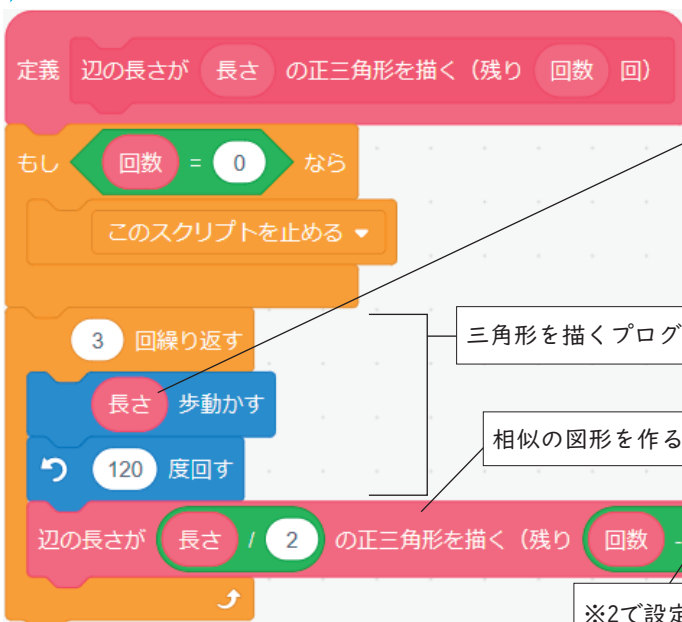 定義 辺の長さが 長さ の正三角形を描く（残り 回数 回）
もし 回数 = 0 なら
このスクリプトを止める
3 回繰り返す
三角形を描くプログ
長さ 歩動かす
相似の図形を作る
120 度回す
辺の長さが 長さ / 2 の正三角形を描く（残り 回数 -
※2で設定